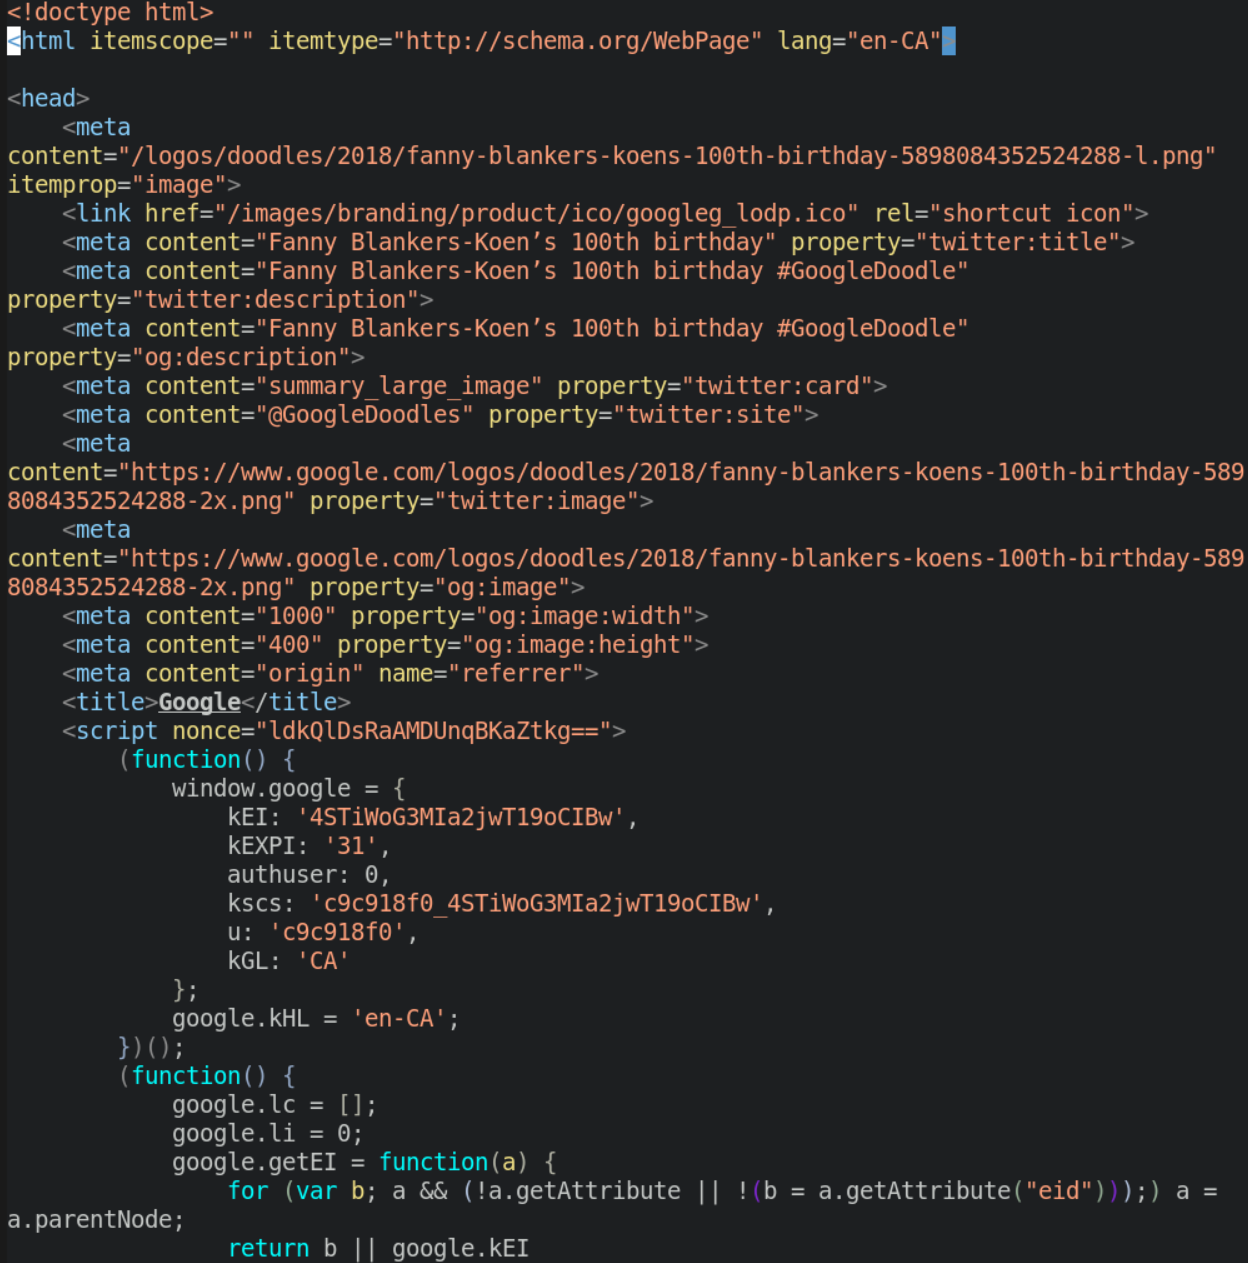 <!doctype html>
<html itemscope="" itemtype="http://schema.org/WebPage" lang="en-CA">
<head>
    <meta
content="/logos/doodles/2018/fanny-blankers-koens-100th-birthday-5898084352524288-l.png"
itemprop="image">
    <link href="/images/branding/product/ico/googleg_lodp.ico" rel="shortcut icon">
    <meta content="Fanny Blankers-Koen’s 100th birthday" property="twitter:title">
    <meta content="Fanny Blankers-Koen’s 100th birthday #GoogleDoodle"
property="twitter:description">
    <meta content="Fanny Blankers-Koen’s 100th birthday #GoogleDoodle"
property="og:description">
    <meta content="summary_large_image" property="twitter:card">
    <meta content="@GoogleDoodles" property="twitter:site">
    <meta
content="https://www.google.com/logos/doodles/2018/fanny-blankers-koens-100th-birthday-589
8084352524288-2x.png" property="twitter:image">
    <meta
content="https://www.google.com/logos/doodles/2018/fanny-blankers-koens-100th-birthday-589
8084352524288-2x.png" property="og:image">
    <meta content="1000" property="og:image:width">
    <meta content="400" property="og:image:height">
    <meta content="origin" name="referrer">
    <title>Google</title>
    <script nonce="ldkQlDsRaAMDUnqBKaZtkg==">
        (function() {
            window.google = {
                kEI: '4STiWoG3MIa2jwT19oCIBw',
                kEXPI: '31',
                authuser: 0,
                kscs: 'c9c918f0_4STiWoG3MIa2jwT19oCIBw',
                u: 'c9c918f0',
                kGL: 'CA'
            };
            google.kHL = 'en-CA';
        })();
        (function() {
            google.lc = [];
            google.li = 0;
            google.getEI = function(a) {
                for (var b; a && (!a.getAttribute || !(b = a.getAttribute("eid")));) a =
a.parentNode;
                return b || google.kEI